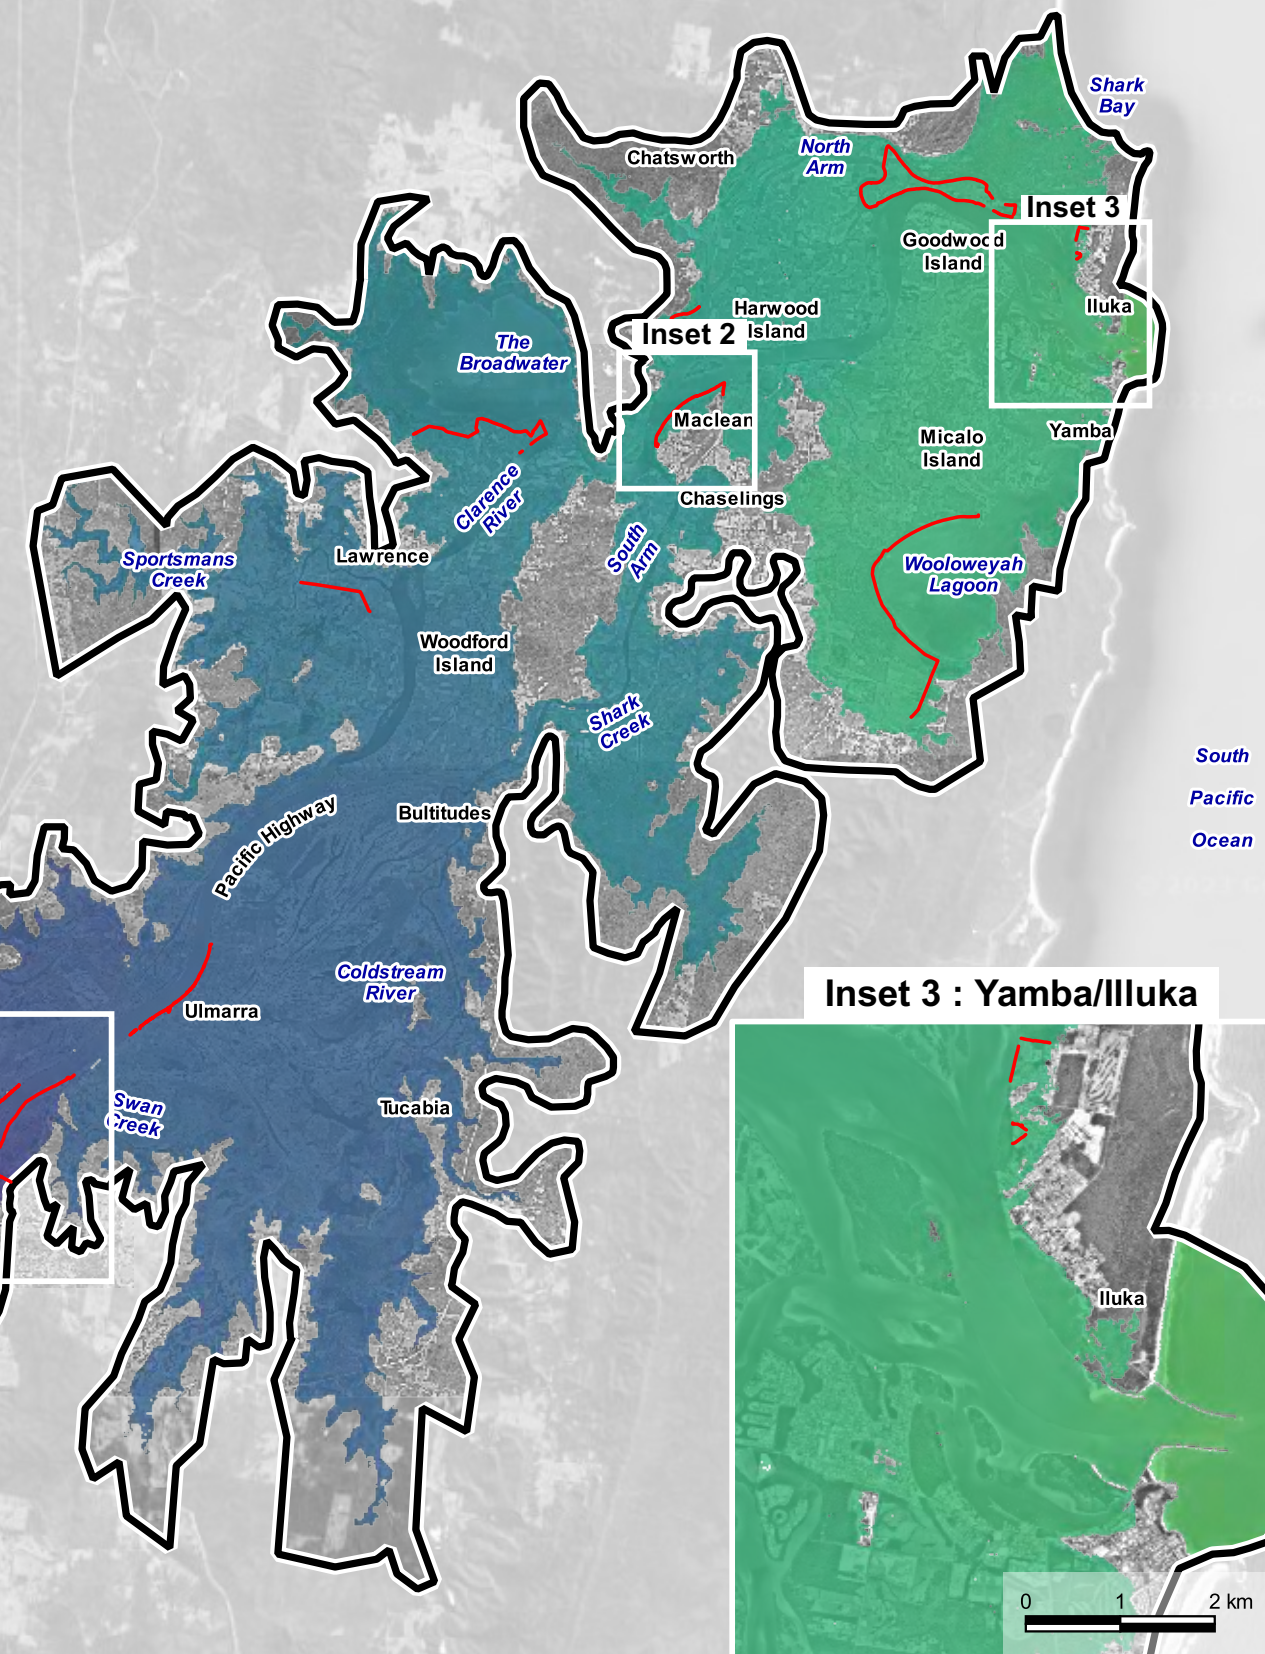 Shark
Bay
North
Arm
Chatsworth
Inset 3
Goodwood
Island
Iluka
Harwood
Island
Inset 2
The
Broadwater
Maclean
Yamba
Micalo
Island
Chaselings
Clarence
River
South
Arm
Lawrence
Sportsmans
Creek
Wooloweyah
Lagoon
Woodford
Island
Shark
Creek
South
Pacific
Ocean
Bultitudes
Pacific Highway
Coldstream
River
Ulmarra
Inset 3 : Yamba/Illuka
Swan
Creek
Tucabia
Iluka
0 1 2 km